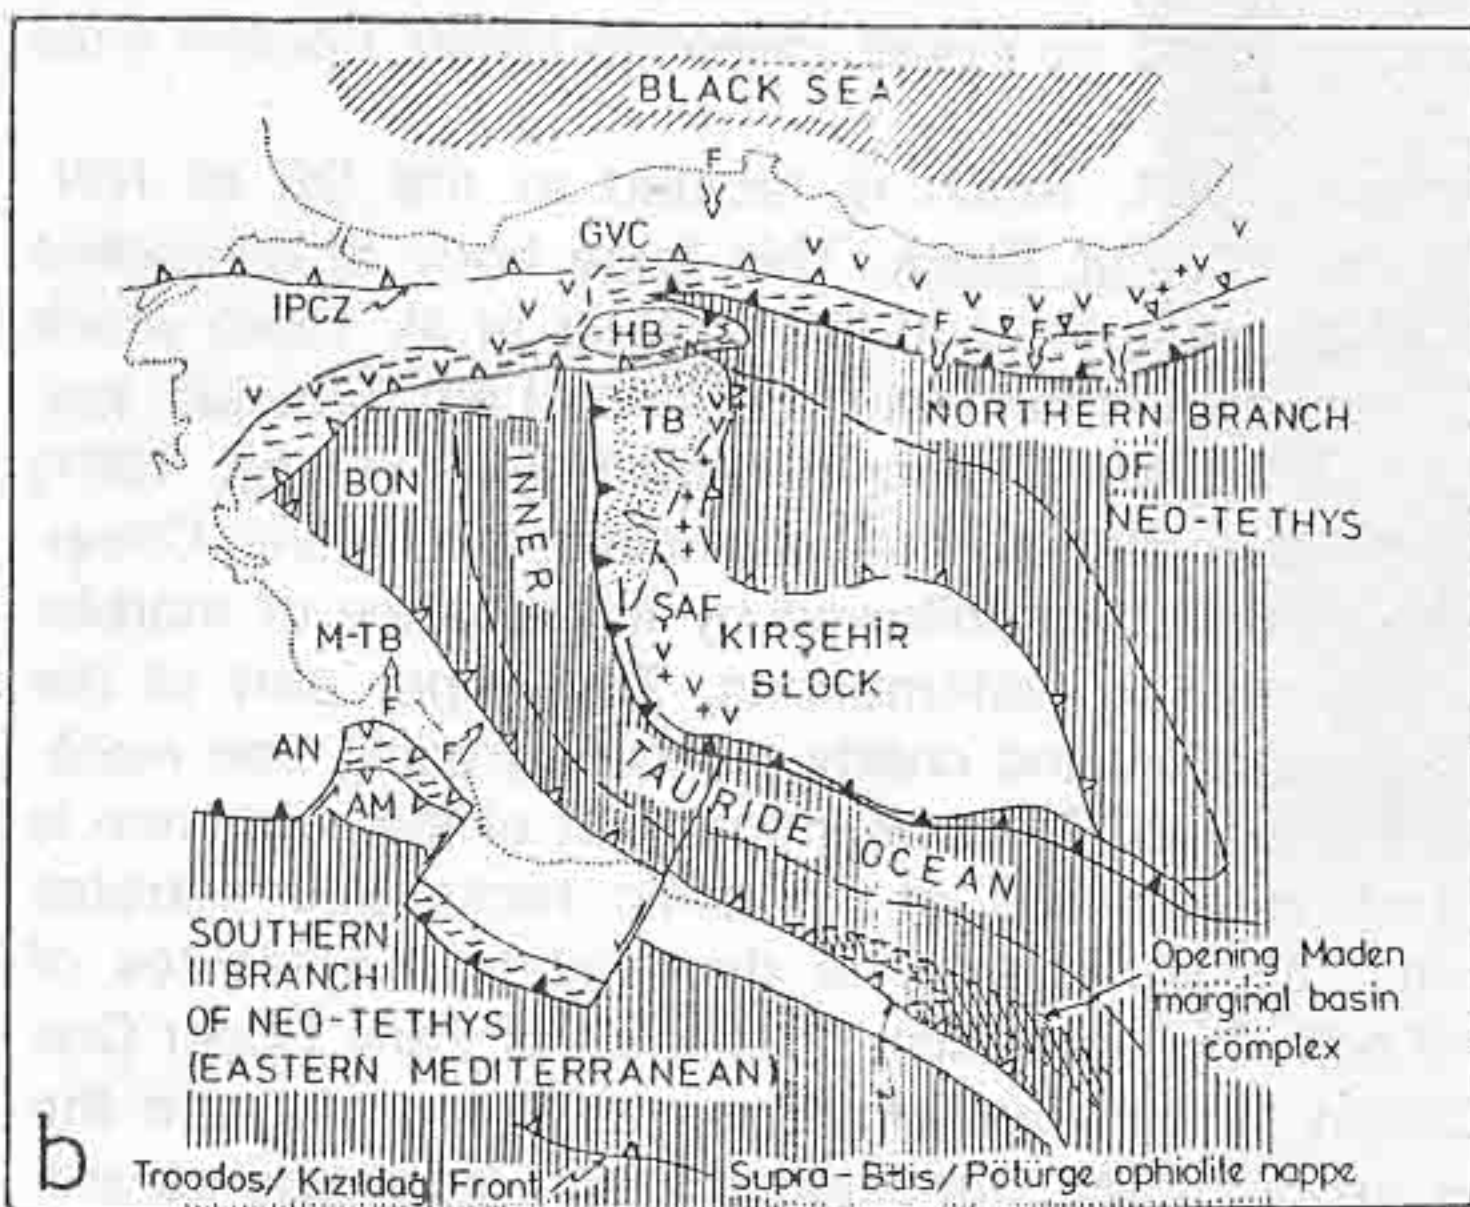 BLACK SEA
F
GVC
IPCZ
HB
F
F
F
TB
NORTHERN BRANCH
OF
NEO-TETHYS
BON
INNER
ŞAF
KIRŞEHİR
BLOCK
M-TB
F
F
AN
AM
TAURIDE OCEAN
SOUTHERN
BRANCH
OF NEO-TETHYS
(EASTERN MEDITERRANEAN)
Opening Maden
marginal basin
complex
b
Troodos/Kızıldağ Front
Supra-Bitlis/Pötürge ophiolite nappe